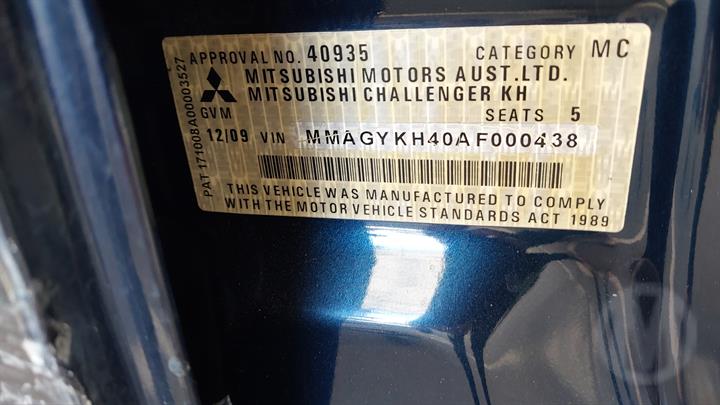 APPROVAL NO. 40935 CATEGORY MC
MITSUBISHI MOTORS AUST.LTD.
MITSUBISHI CHALLENGER KH
GVM SEATS 5
12/09 VIN MMAGYKH40AF000438
THIS VEHICLE WAS MANUFACTURED TO COMPLY
WITH THE MOTOR VEHICLE STANDARDS ACT 1989
PAT 171008A00003527